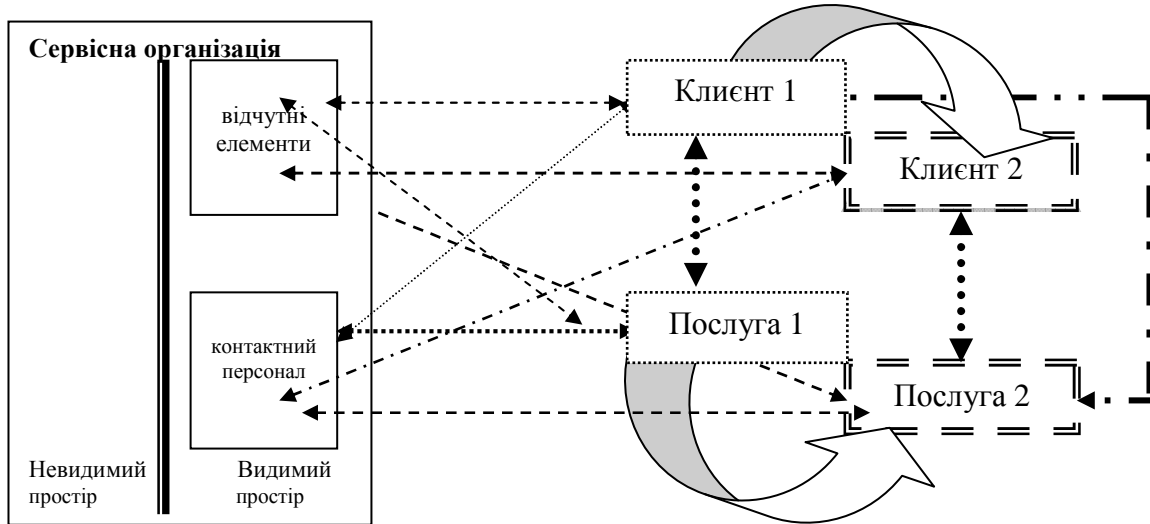 Сервісна організація
відчутні
елементи
контактний
персонал
Невидимий
простір
Видимий
простір
Клиєнт 1
Клиєнт 2
Послуга 1
Послуга 2